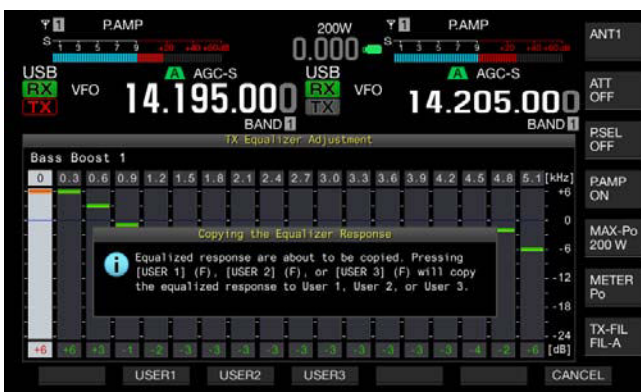 1 P.AMP 200W 1 P.AMP ANT1
S 1 3 5 7 9 +20 +40 +60dB 0.000 S 1 3 5 7 9 +20 +40 +60dB
USB A AGC-S USB A AGC-S
RX VFO 14.195.000 RX VFO 14.205.000
TX TX
BAND 1 BAND 1
ATT
OFF
P.SEL
OFF
P.AMP
ON
MAX-Po
200 W
METER
Po
TX-FIL
FIL-A
TX Equalizer Adjustment
Bass Boost 1
0 0.3 0.6 0.9 1.2 1.5 1.8 2.1 2.4 2.7 3.0 3.3 3.6 3.9 4.2 4.5 4.8 5.1 [kHz]
+6
0
-6
-12
-18
-24
Copying the Equalizer Response
Equalized response are about to be copied. Pressing
[USER 1] (F), [USER 2] (F), or [USER 3] (F) will copy
the equalized response to User 1, User 2, or User 3.
+6 +6 +3 -1 -2 -3 -3 -3 -3 -3 -3 -3 -3 -3 -3 -4 -2 -6 [dB]
USER1 USER2 USER3 CANCEL